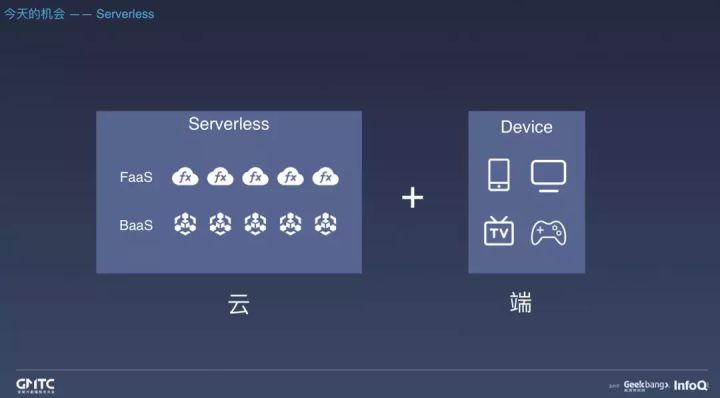 今天的机会 —— Serverless
Serverless
Device
FaaS
fx fx fx fx fx
BaaS
+
TV
云
端
GMTC
Geekbang>. InfoQ